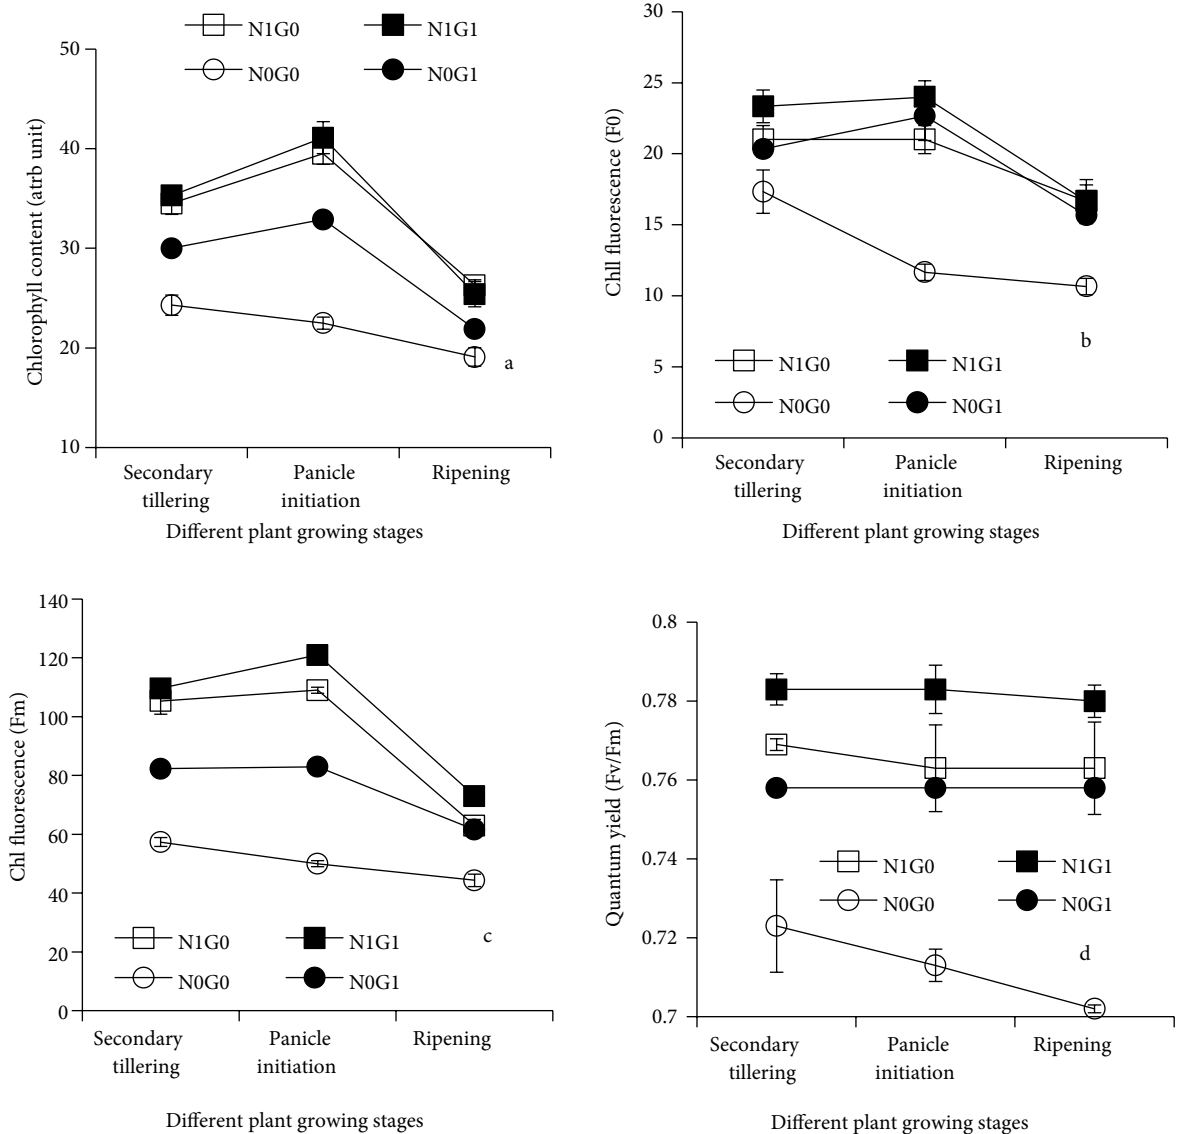 N1G0 N1G1
N0G0 N0G1
50
40
30
20
10
Chlorophyll content (atrb unit)
a
Secondary tillering
Panicle initiation
Ripening
Different plant growing stages
30
25
20
15
10
5
0
Chll fluorescence (F0)
b
N1G0 N1G1
N0G0 N0G1
Secondary tillering
Panicle initiation
Ripening
Different plant growing stages
140
120
100
80
60
40
20
0
Chl fluorescence (Fm)
c
N1G0 N1G1
N0G0 N0G1
Secondary tillering
Panicle initiation
Ripening
Different plant growing stages
0.8
0.78
0.76
0.74
0.72
0.7
Quantum yield (Fv/Fm)
N1G0 N1G1
N0G0 N0G1
d
Secondary tillering
Panicle initiation
Ripening
Different plant growing stages